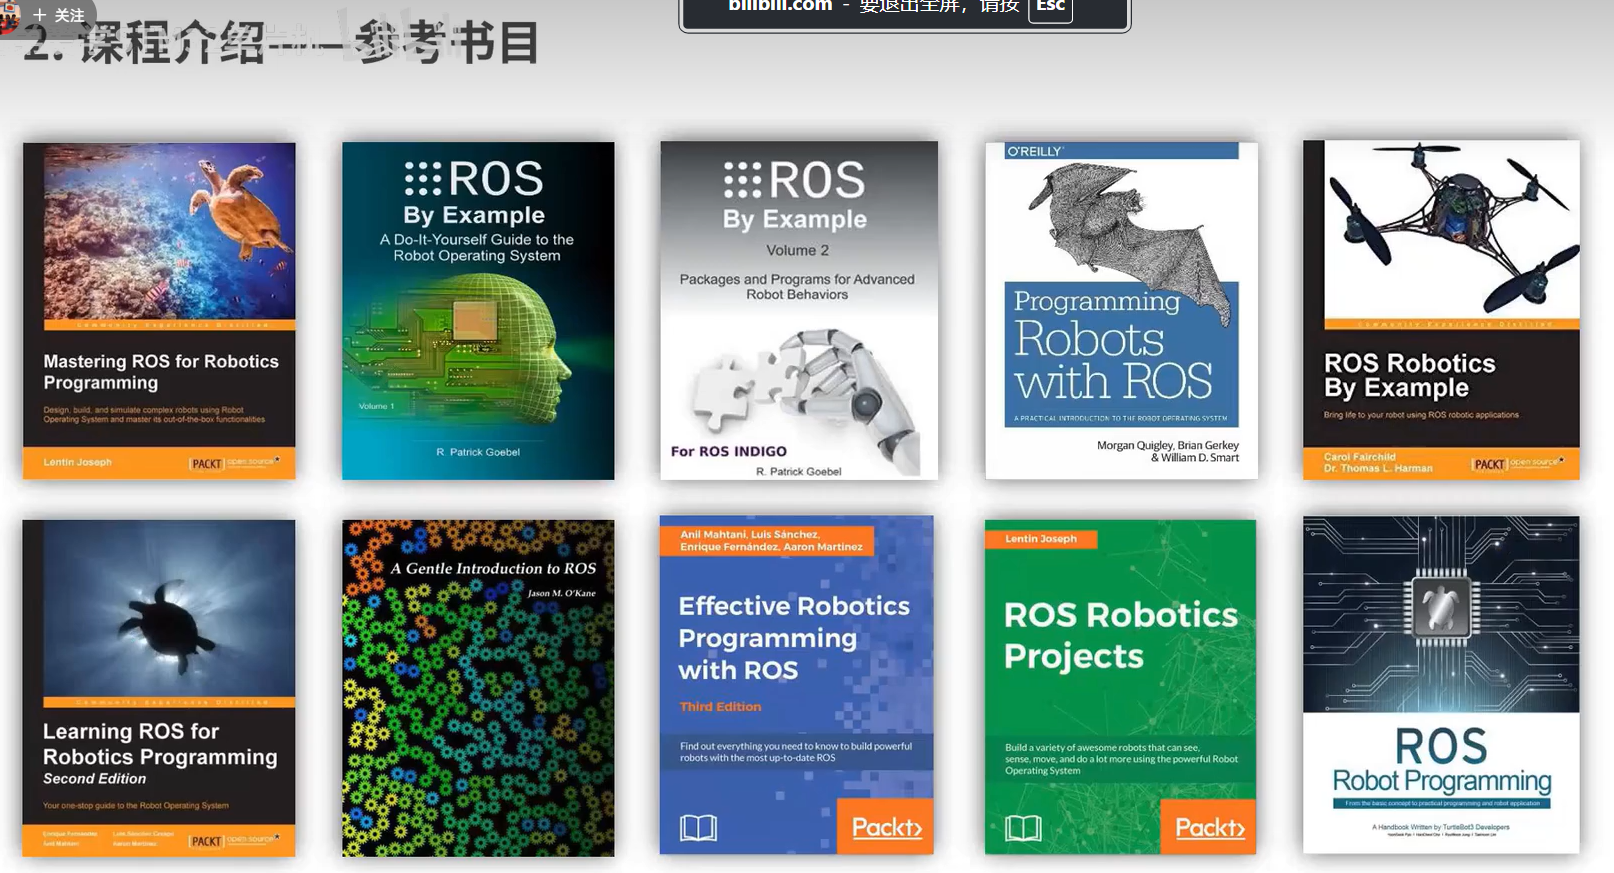 + 关注
bilibili.com - 要退出全屏，请按 Esc
2. 课程介绍——参考书目
Community Experience Distilled
Mastering ROS for Robotics
Programming
Design, build, and simulate complex robots using Robot
Operating System and master its out-of-the-box functionalities
Lentin Joseph
[PACKT] open source*
ROS
By Example
A Do-It-Yourself Guide to the
Robot Operating System
Volume 1
R. Patrick Goebel
ROS
By Example
Volume 2
Packages and Programs for Advanced
Robot Behaviors
For ROS INDIGO
R. Patrick Goebel
O'REILLY
Programming
Robots
with ROS
A PRACTICAL INTRODUCTION TO THE ROBOT OPERATING SYSTEM
Morgan Quigley, Brian Gerkey
& William D. Smart
Community Experience Distilled
ROS Robotics
By Example
Bring life to your robot using ROS robotic applications
Carol Fairchild
Dr. Thomas L. Harman
[PACKT] open source*
Community Experience Distilled
Learning ROS for
Robotics Programming
Second Edition
Your one-stop guide to the Robot Operating System
Enrique Fernández Luis Sánchez Crespo
Anil Mahtani Aaron Martinez
[PACKT] open source*
A Gentle Introduction to ROS
Jason M. O'Kane
Anil Mahtani, Luis Sánchez,
Enrique Fernández, Aaron Martinez
Effective Robotics
Programming
with ROS
Third Edition
Find out everything you need to know to build powerful
robots with the most up-to-date ROS
Packt>
Lentin Joseph
ROS Robotics
Projects
Build a variety of awesome robots that can see,
sense, move, and do a lot more using the powerful Robot
Operating System
Packt>
ROS
Robot Programming
From the basic concept to practical programming and robot application
A Handbook Written by TurtleBot3 Developers